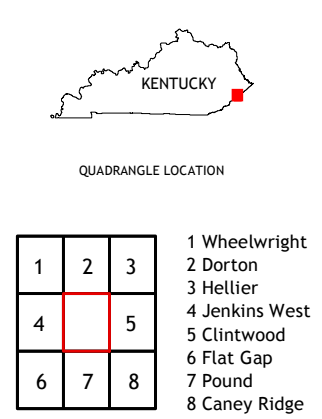 KENTUCKY
QUADRANGLE LOCATION
1 2 3
4 5
6 7 8
1 Wheelwright
2 Dorton
3 Hellier
4 Jenkins West
5 Clintwood
6 Flat Gap
7 Pound
8 Caney Ridge